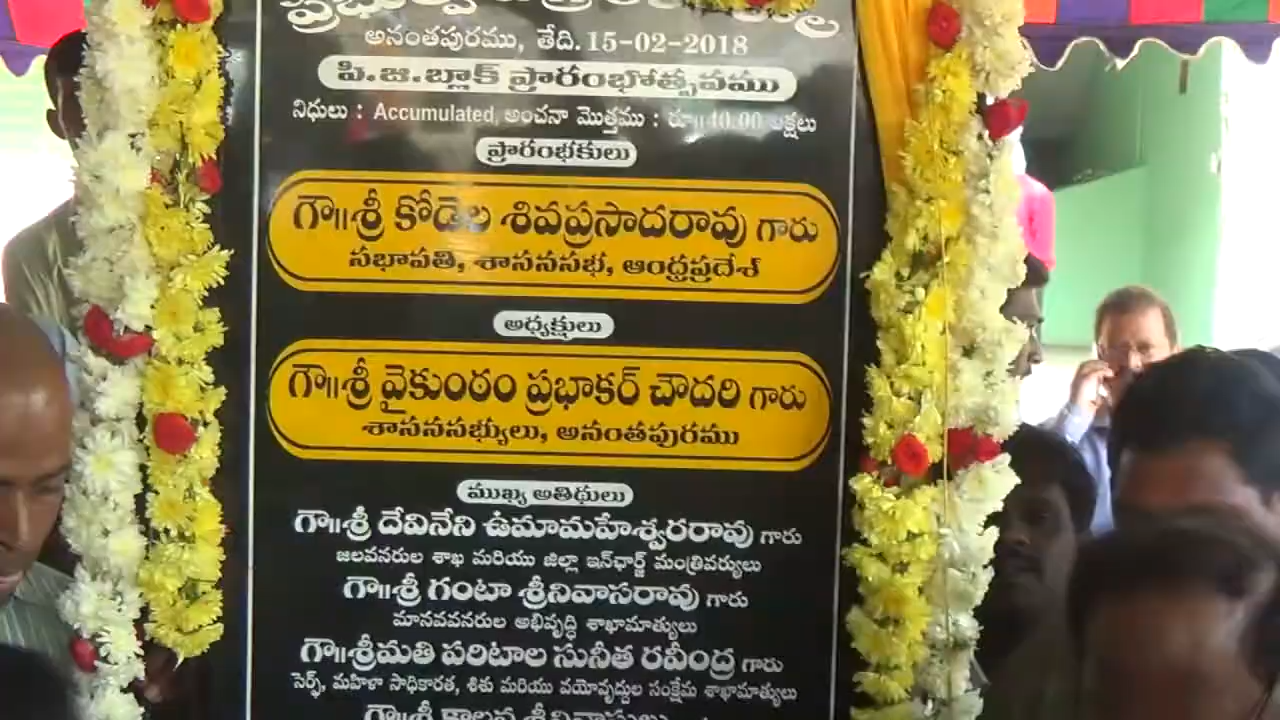 అనంతపురము, తేది. 15-02-2018
పి.జి.బ్లాక్ ప్రారంభోత్సవము
నిధులు : Accumulated, అంచనా మొత్తము : రూ॥40.00 లక్షలు
ప్రారంభకులు
గౌ॥శ్రీ కోడెల శివప్రసాదరావు గారు
సభాపతి, శాసనసభ, ఆంధ్రప్రదేశ్
అధ్యక్షులు
గౌ॥శ్రీ వైకుంఠం ప్రభాకర్ చౌదరి గారు
శాసనసభ్యులు, అనంతపురము
ముఖ్య అతిథులు
గౌ॥శ్రీ దేవినేని ఉమామహేశ్వరరావు గారు
జలవనరుల శాఖ మరియు జిల్లా ఇన్‌ఛార్జ్ మంత్రివర్యులు
గౌ॥శ్రీ గంటా శ్రీనివాసరావు గారు
మానవవనరుల అభివృద్ధి శాఖామాత్యులు
గౌ॥శ్రీమతి పరిటాల సునీత రవీంద్ర గారు
సెర్ఫ్, మహిళా సాధికారత, శిశు మరియు వయోవృద్దుల సంక్షేమ శాఖామాత్యులు
గౌ॥శ్రీ కాలవ శ్రీనివాసులు